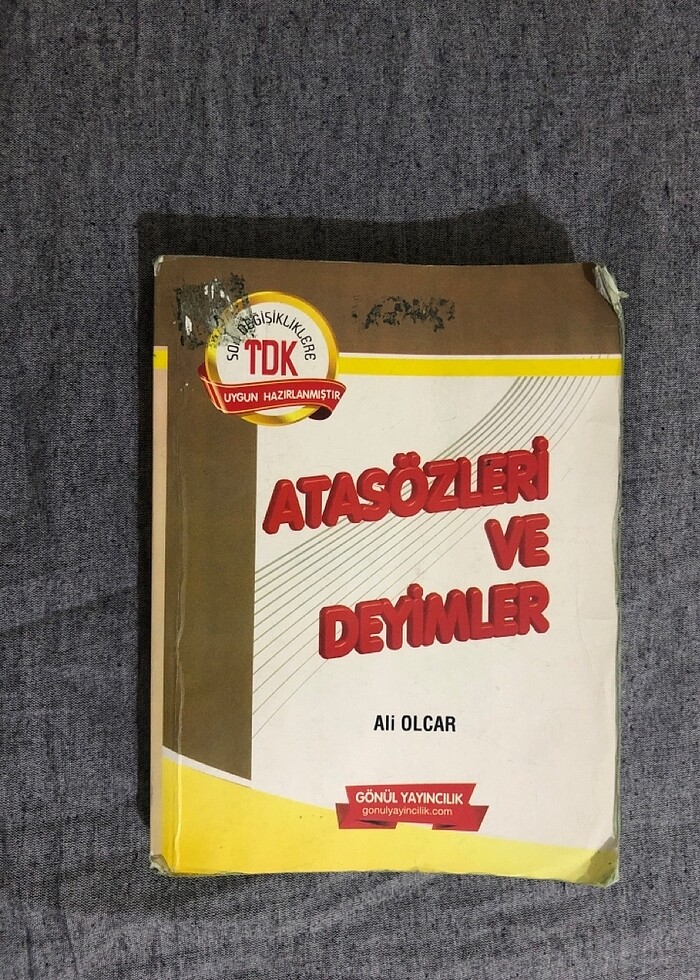 SON DEĞİŞİKLİKLERE
TDK
UYGUN HAZIRLANMIŞTIR
ATASÖZLERİ
VE
DEYİMLER
Ali OLCAR
GÖNÜL YAYINCILIK
gonulyayincilik.com